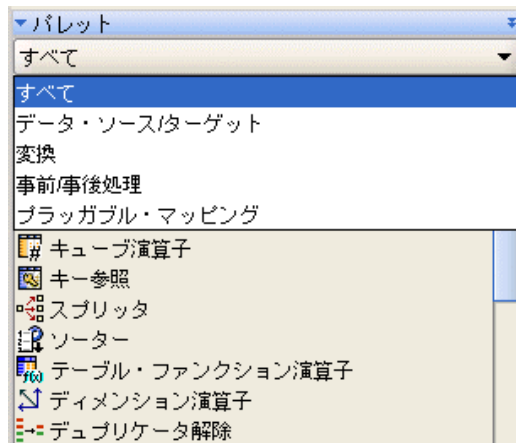 パレット
すべて
すべて
データ・ソース/ターゲット
変換
事前/事後処理
プラッガブル・マッピング
キューブ演算子
キー参照
スプリッタ
ソーター
テーブル・ファンクション演算子
ディメンション演算子
デュプリケータ解除